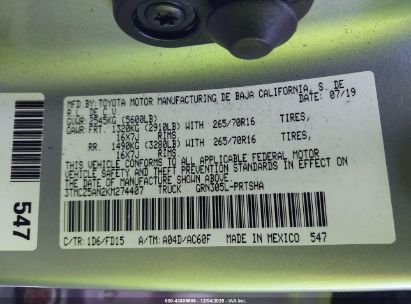 MFD.BY:TOYOTA MOTOR MANUFACTURING DE BAJA CALIFORNIA, S. DE
R.L. DE C.V. DATE: 07/19
GVWR:2545KG (5600LB)
GAWR:FRT. 1320KG (2910LB) WITH 265/70R16 TIRES,
16X7J RIMS
RR. 1490KG (3280LB) WITH 265/70R16 TIRES,
16X7J
THIS VEHICLE CONFORMS TO ALL APPLICABLE FEDERAL MOTOR
VEHICLE SAFETY AND THEFT PREVENTION STANDARDS IN EFFECT ON
THE DATE OF MANUFACTURE SHOWN ABOVE.
3TMCZ5AN2KM274407 TRUCK GRN305L-PRTSHA
C/TR: 1D6/FD15 A/TM: A04D/AC60F MADE IN MEXICO 547
547